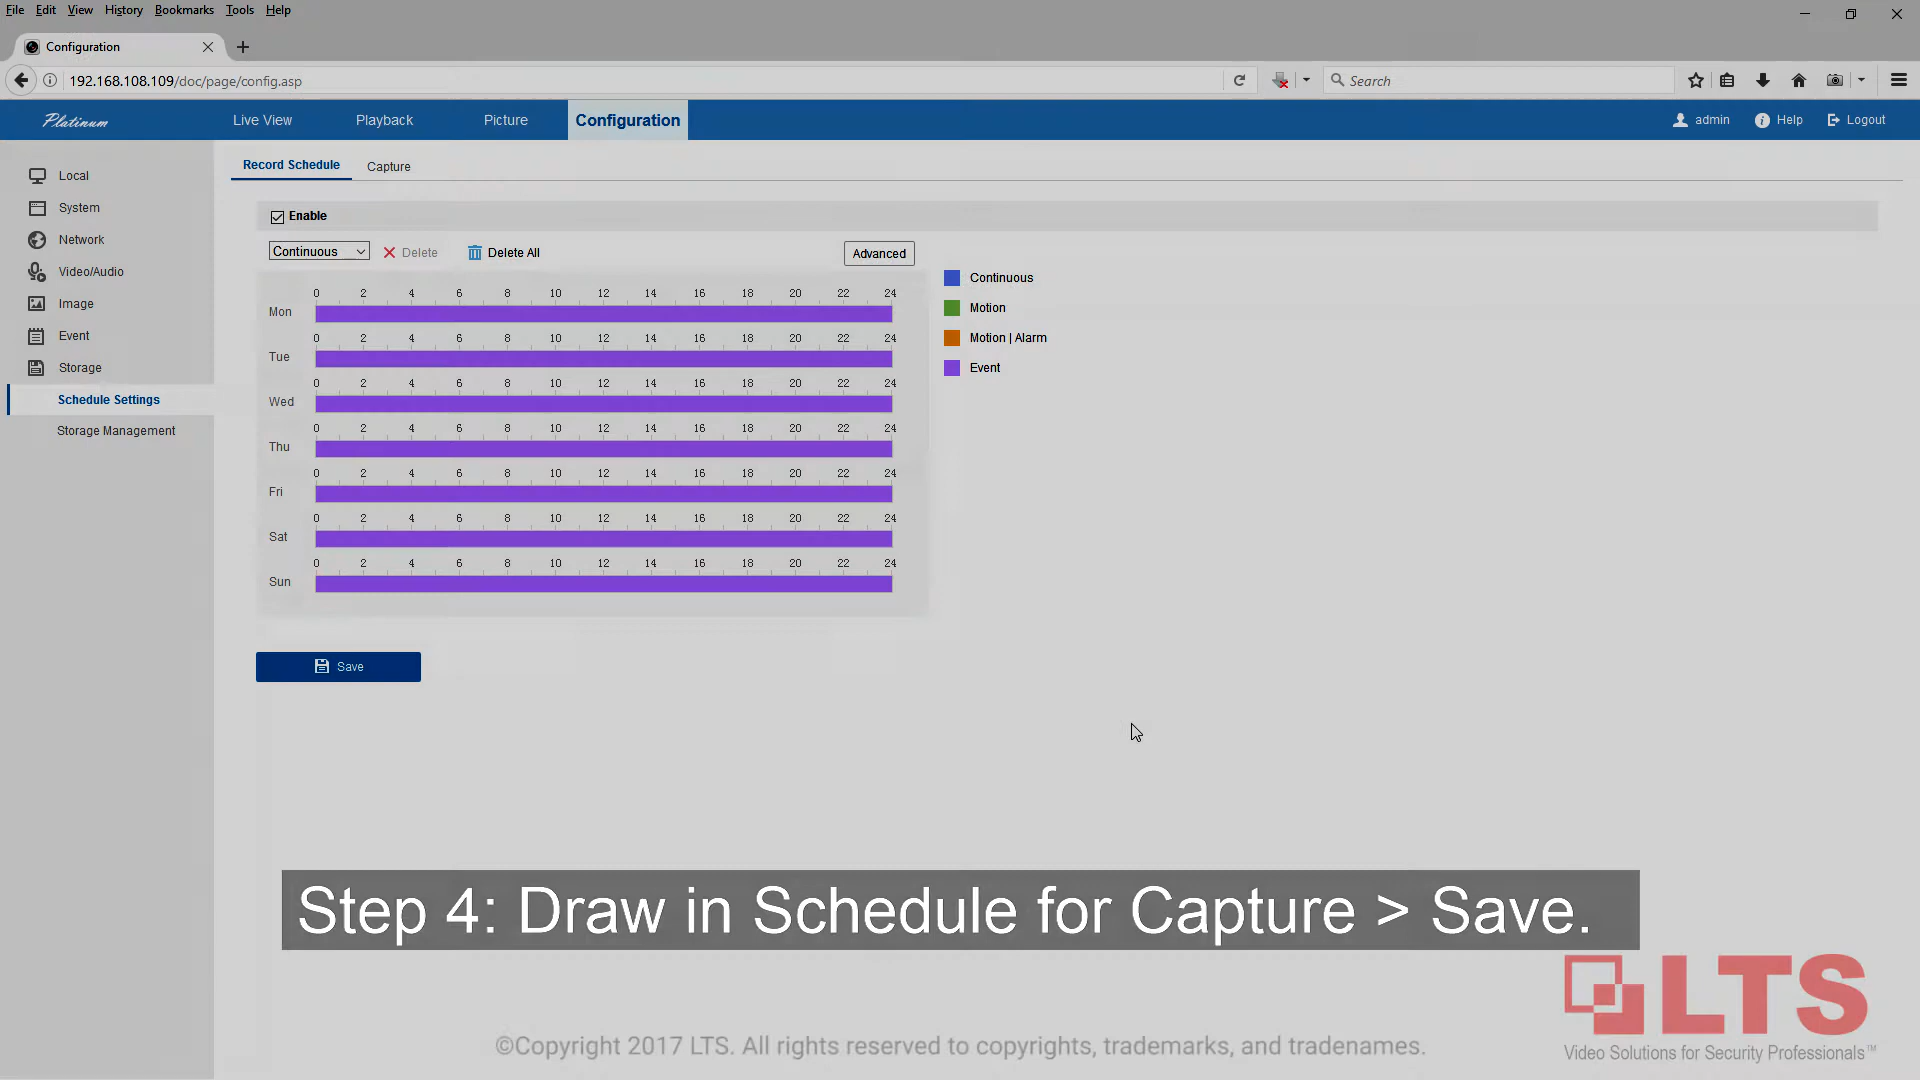 File Edit View History Bookmarks Tools Help
Configuration
192.168.108.109/doc/page/config.asp
Search
Platinum Live View Playback Picture Configuration admin Help Logout
Local
System
Network
Video/Audio
Image
Event
Storage
Schedule Settings
Storage Management
Record Schedule Capture
Enable
Continuous Delete Delete All Advanced
0 2 4 6 8 10 12 14 16 18 20 22 24
Mon
0 2 4 6 8 10 12 14 16 18 20 22 24
Tue
0 2 4 6 8 10 12 14 16 18 20 22 24
Wed
0 2 4 6 8 10 12 14 16 18 20 22 24
Thu
0 2 4 6 8 10 12 14 16 18 20 22 24
Fri
0 2 4 6 8 10 12 14 16 18 20 22 24
Sat
0 2 4 6 8 10 12 14 16 18 20 22 24
Sun
Continuous
Motion
Motion | Alarm
Event
Save
Step 4: Draw in Schedule for Capture > Save.
LTS
Video Solutions for Security Professionals™
©Copyright 2017 LTS. All rights reserved to copyrights, trademarks, and tradenames.